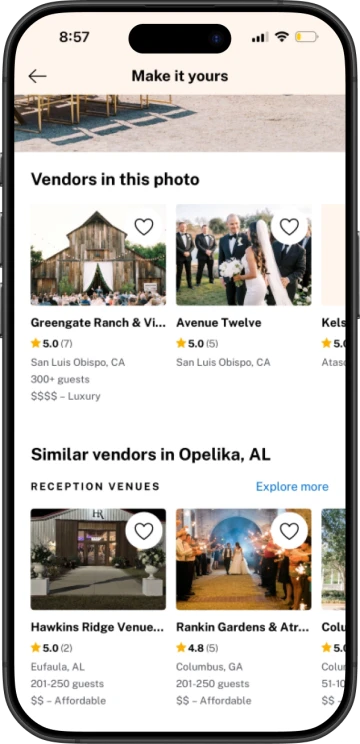 8:57
Make it yours
Vendors in this photo
Greengate Ranch & Vi...
5.0 (7)
San Luis Obispo, CA
300+ guests
$$$$ – Luxury
Avenue Twelve
5.0 (5)
San Luis Obispo, CA
Kels
5.0
Atasc
Similar vendors in Opelika, AL
RECEPTION VENUES
Explore more
HR
Hawkins Ridge Venue...
5.0 (2)
Eufaula, AL
201-250 guests
$$ – Affordable
Rankin Gardens & Atr...
4.8 (5)
Columbus, GA
201-250 guests
$$ – Affordable
Colu
5.0
Colu
51-10
$$ –